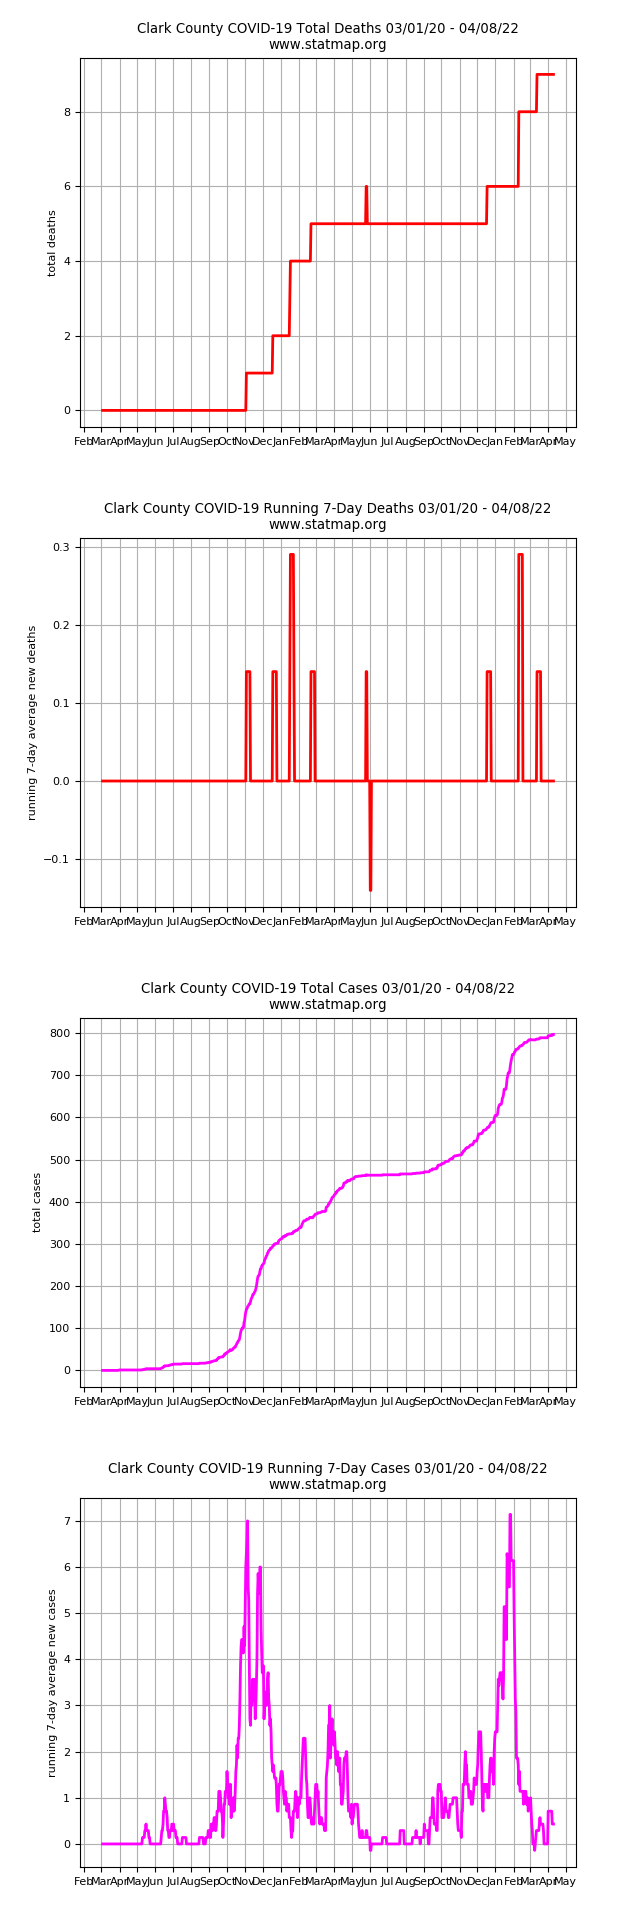 Clark County COVID-19 Total Deaths 03/01/20 - 04/08/22
www.statmap.org
8
6
4
2
0
total deaths
Feb Mar Apr May Jun Jul Aug Sep Oct Nov Dec Jan Feb Mar Apr May Jun Jul Aug Sep Oct Nov Dec Jan Feb Mar Apr May
Clark County COVID-19 Running 7-Day Deaths 03/01/20 - 04/08/22
www.statmap.org
0.3
0.2
0.1
0.0
−0.1
running 7-day average new deaths
Feb Mar Apr May Jun Jul Aug Sep Oct Nov Dec Jan Feb Mar Apr May Jun Jul Aug Sep Oct Nov Dec Jan Feb Mar Apr May
Clark County COVID-19 Total Cases 03/01/20 - 04/08/22
www.statmap.org
800
700
600
500
400
300
200
100
0
total cases
Feb Mar Apr May Jun Jul Aug Sep Oct Nov Dec Jan Feb Mar Apr May Jun Jul Aug Sep Oct Nov Dec Jan Feb Mar Apr May
Clark County COVID-19 Running 7-Day Cases 03/01/20 - 04/08/22
www.statmap.org
7
6
5
4
3
2
1
0
running 7-day average new cases
Feb Mar Apr May Jun Jul Aug Sep Oct Nov Dec Jan Feb Mar Apr May Jun Jul Aug Sep Oct Nov Dec Jan Feb Mar Apr May